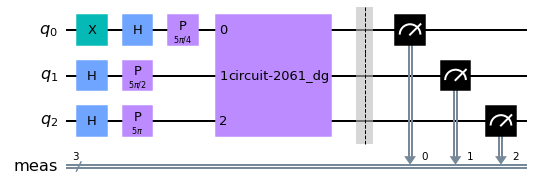 q₀ X H P 5π/4 0
q₁ H P 5π/2 1 circuit-2061_dg
q₂ H P 5π 2
meas 3 0 1 2